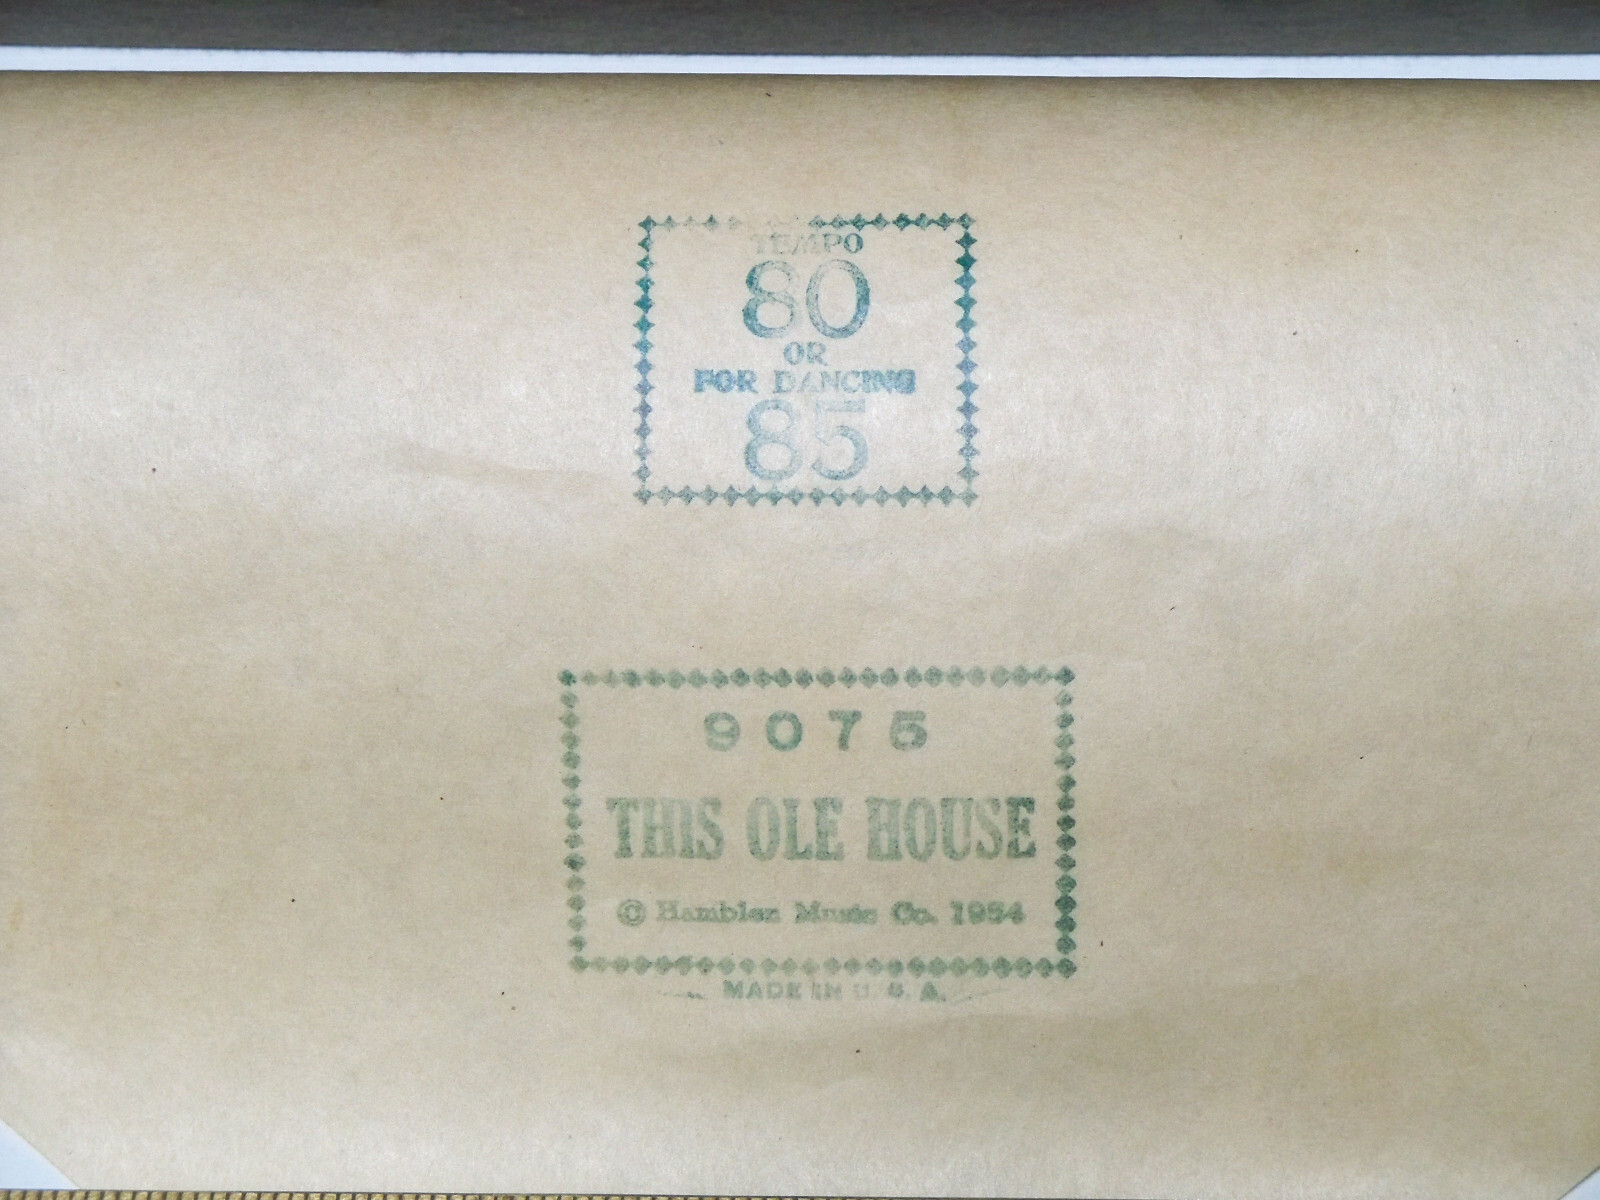 TEMPO
80
OR
FOR DANCING
85
9075
THIS OLE HOUSE
© Hamblen Music Co. 1954
MADE IN U. S. A.